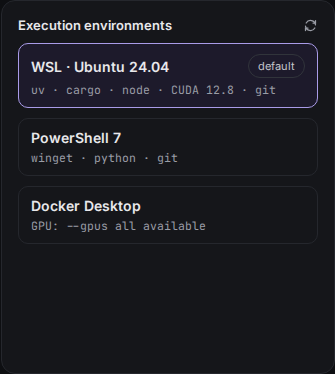 Execution environments
WSL · Ubuntu 24.04
default
uv · cargo · node · CUDA 12.8 · git
PowerShell 7
winget · python · git
Docker Desktop
GPU: --gpus all available